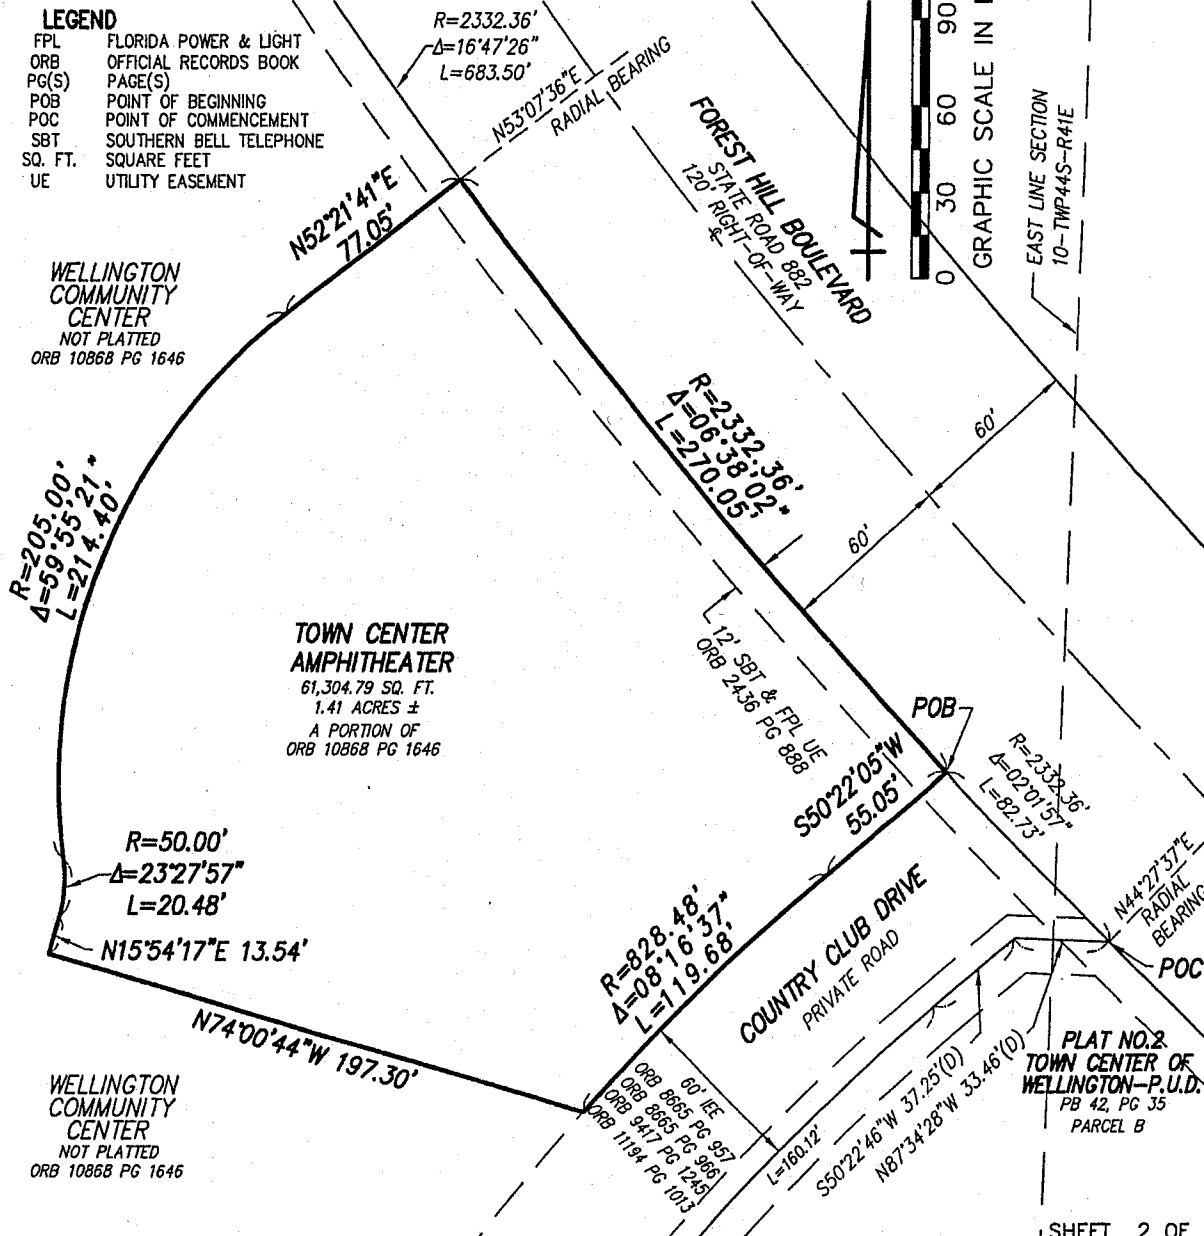 LEGEND
FPL FLORIDA POWER & LIGHT
ORB OFFICIAL RECORDS BOOK
PG(S) PAGE(S)
POB POINT OF BEGINNING
POC POINT OF COMMENCEMENT
SBT SOUTHERN BELL TELEPHONE
SQ. FT. SQUARE FEET
UE UTILITY EASEMENT
R=2332.36'
Δ=16°47'26"
L=683.50'
N53°07'36"E
RADIAL BEARING
FOREST HILL BOULEVARD
STATE ROAD 882
120' RIGHT-OF-WAY
℄
0 30 60 90
GRAPHIC SCALE IN
EAST LINE SECTION
10-TWP44S-R41E
N52°21'41"E
77.05'
WELLINGTON
COMMUNITY
CENTER
NOT PLATTED
ORB 10868 PG 1646
R=2332.36'
Δ=06°38'02"
L=270.05'
60'
60'
R=205.00'
Δ=59°55'21"
L=214.40'
TOWN CENTER
AMPHITHEATER
61,304.79 SQ. FT.
1.41 ACRES ±
A PORTION OF
ORB 10868 PG 1646
12' SBT & FPL UE
ORB 2436 PG 888
POB
S50°22'05"W
55.05'
R=2332.36'
Δ=02°01'57"
L=82.73'
N44°27'37"E
RADIAL
BEARING
POC
R=50.00'
Δ=23°27'57"
L=20.48'
N15°54'17"E 13.54'
R=828.48'
Δ=08°16'37"
L=119.68'
COUNTRY CLUB DRIVE
PRIVATE ROAD
N74°00'44"W 197.30'
WELLINGTON
COMMUNITY
CENTER
NOT PLATTED
ORB 10868 PG 1646
60' IEE
ORB 8665 PG 957
ORB 8665 PG 966
ORB 9417 PG 1245
ORB 11194 PG 1013
L=160.12'
S50°22'46"W 37.25'(D)
N87°34'28"W 33.46'(D)
PLAT NO.2
TOWN CENTER OF
WELLINGTON-P.U.D.
PB 42, PG 35
PARCEL B
SHEET 2 OF